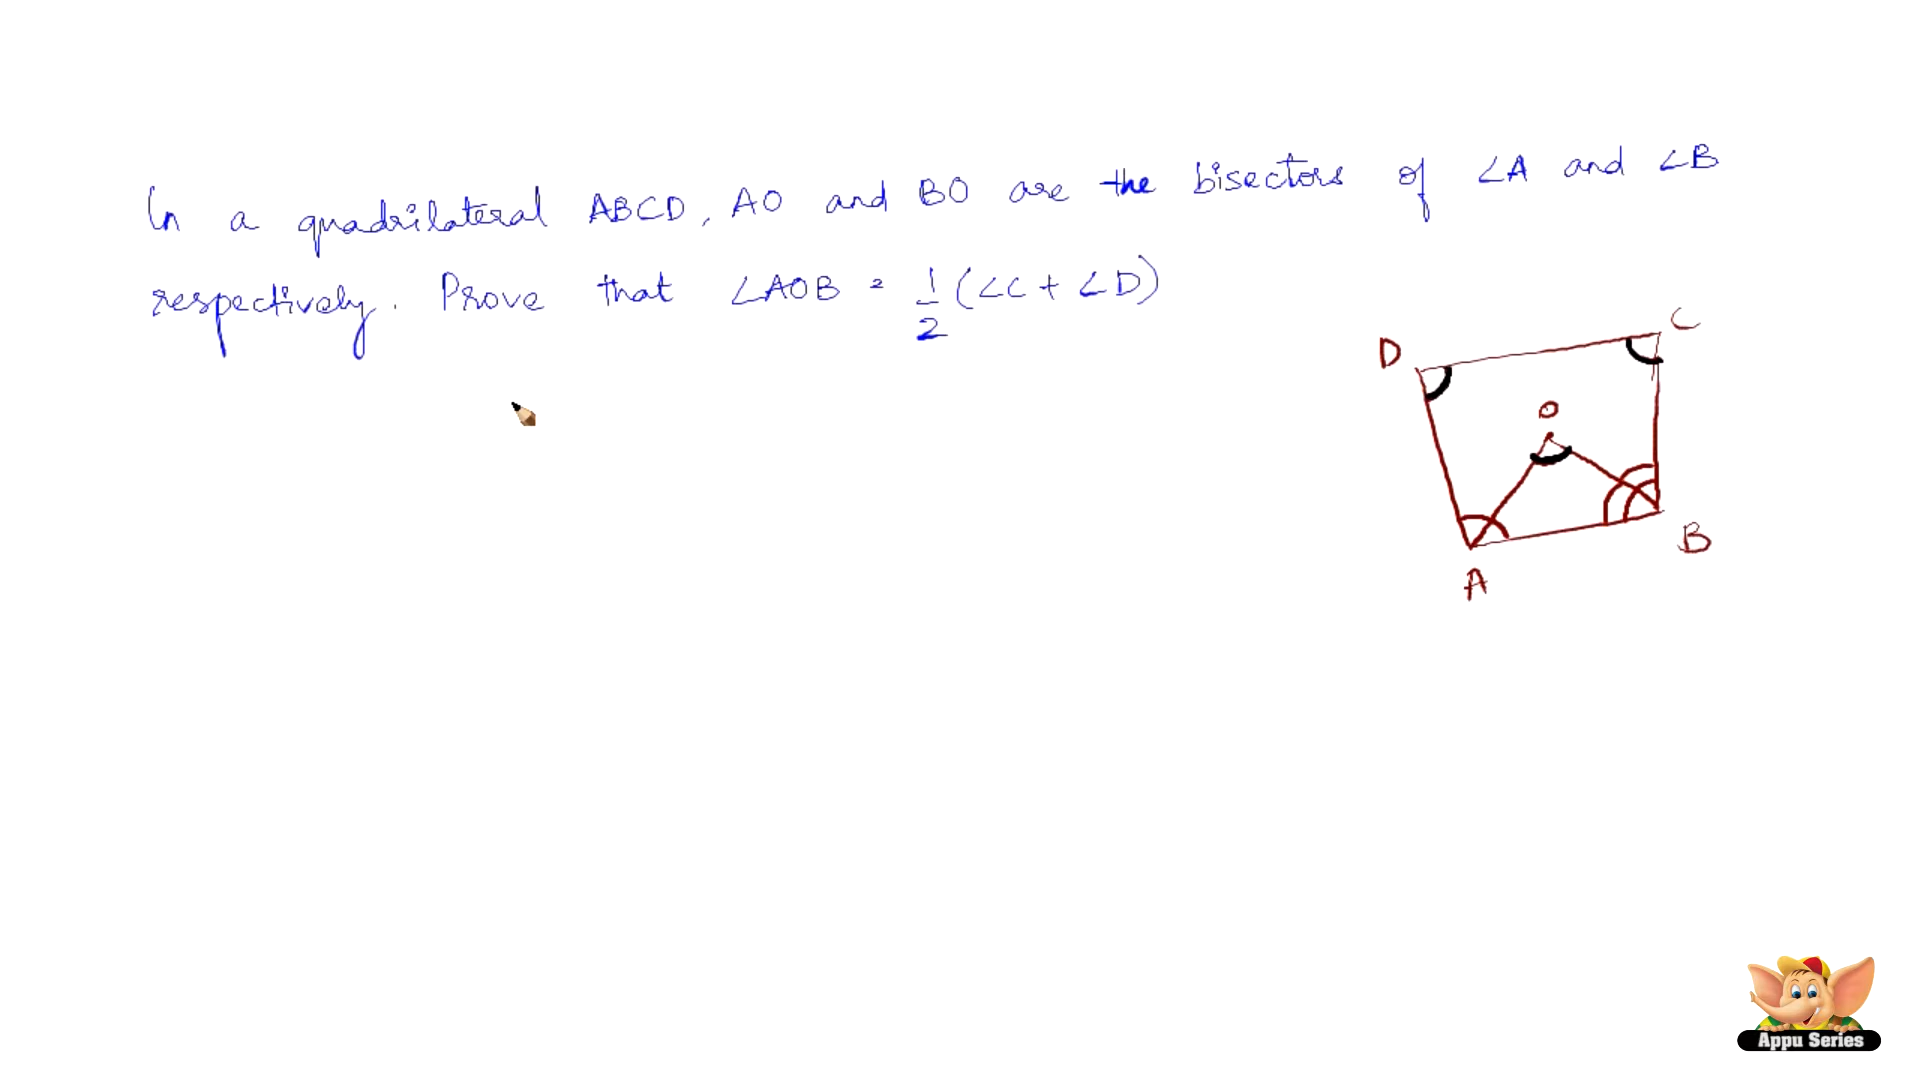 In a quadrilateral ABCD, AO and BO are the bisectors of ∠A and ∠B
respectively. Prove that ∠AOB = 1/2 (∠C + ∠D)
C
D
O
B
A
Appu Series